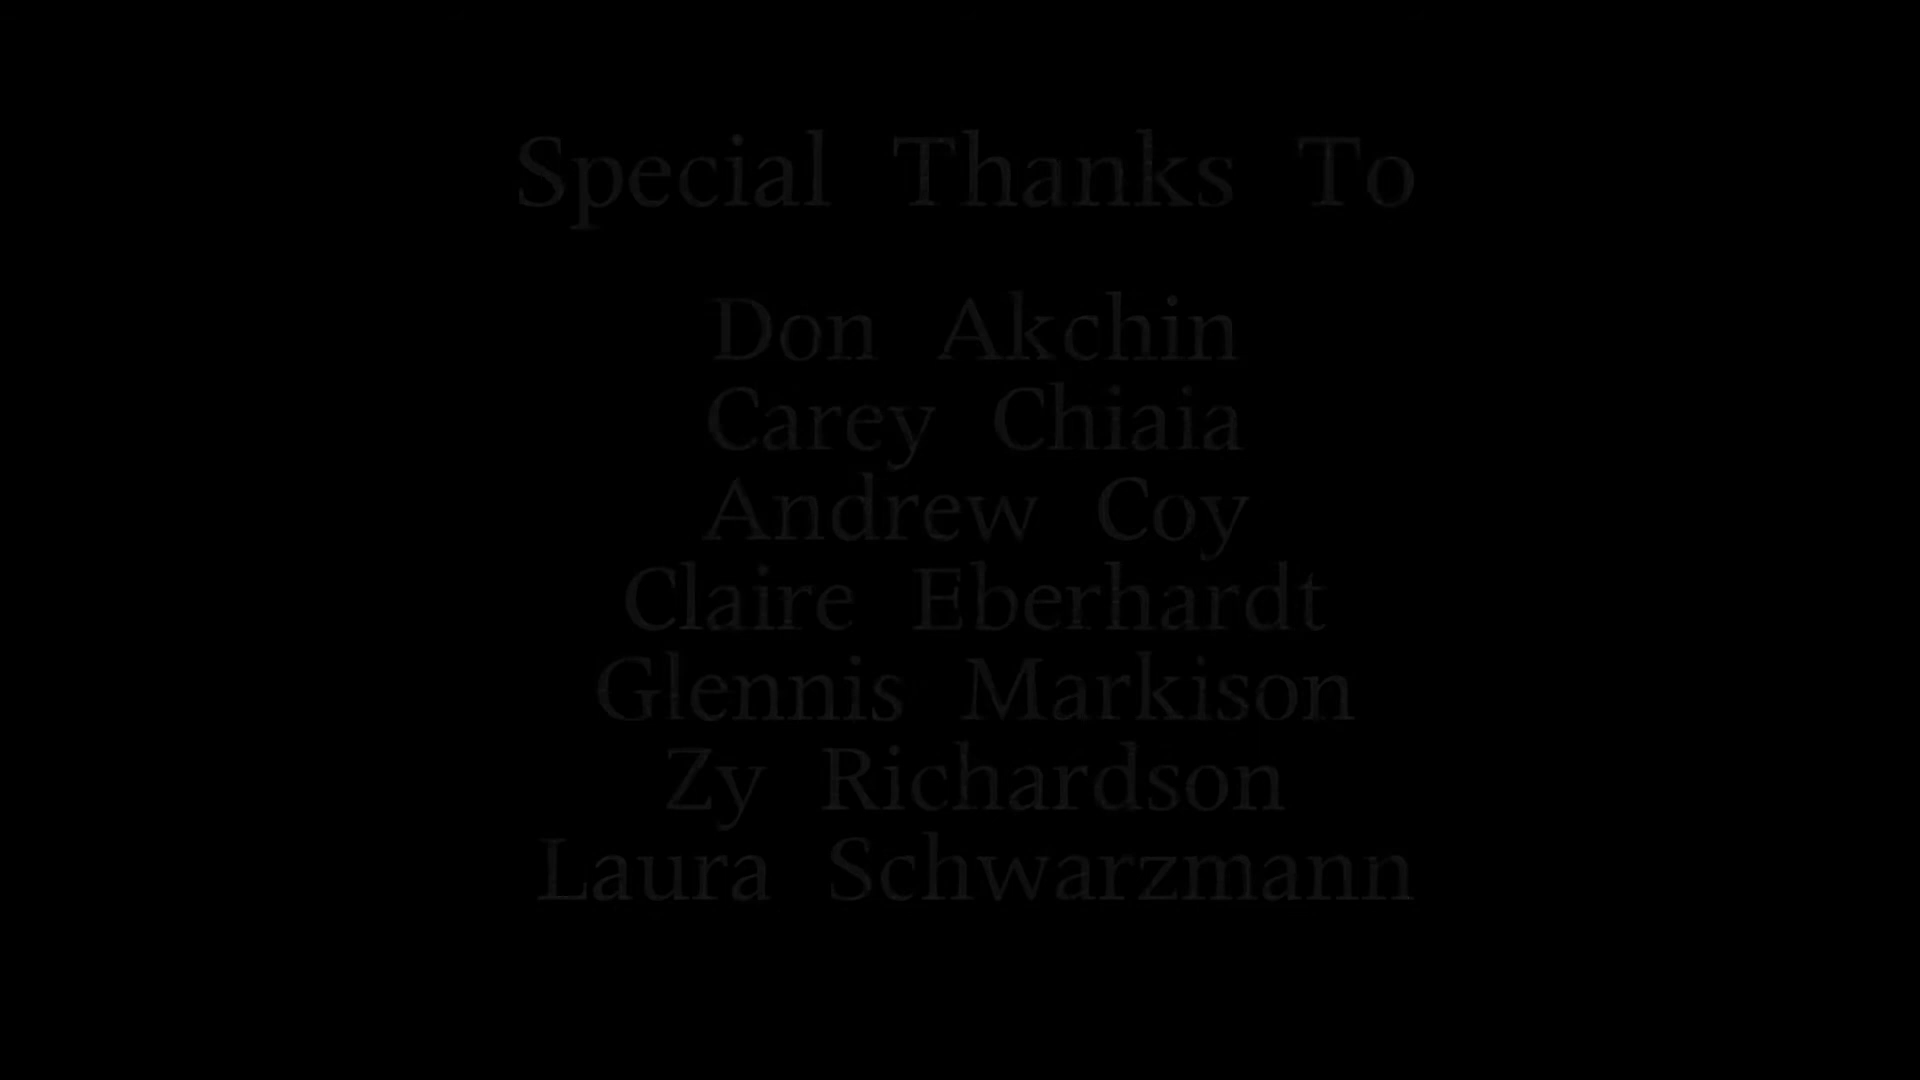 Special Thanks To
Don Akchin
Carey Chiaia
Andrew Coy
Claire Eberhardt
Glennis Markison
Zy Richardson
Laura Schwarzmann